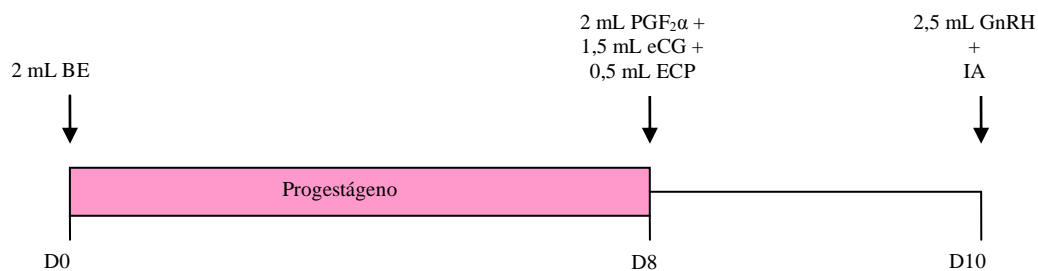 2 mL BE
2 mL PGF₂α +
1,5 mL eCG +
0,5 mL ECP
2,5 mL GnRH
+
IA
Progestágeno
D0
D8
D10